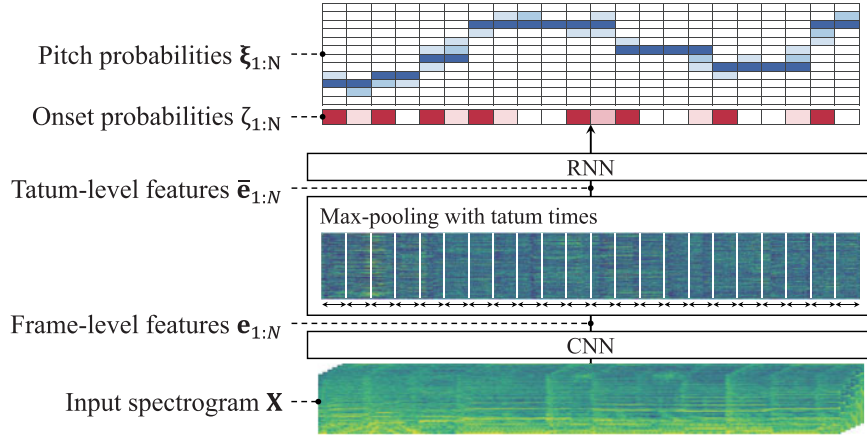 Pitch probabilities ξ1:N
Onset probabilities ζ1:N
RNN
Tatum-level features ē1:N
Max-pooling with tatum times
Frame-level features e1:N
CNN
Input spectrogram X